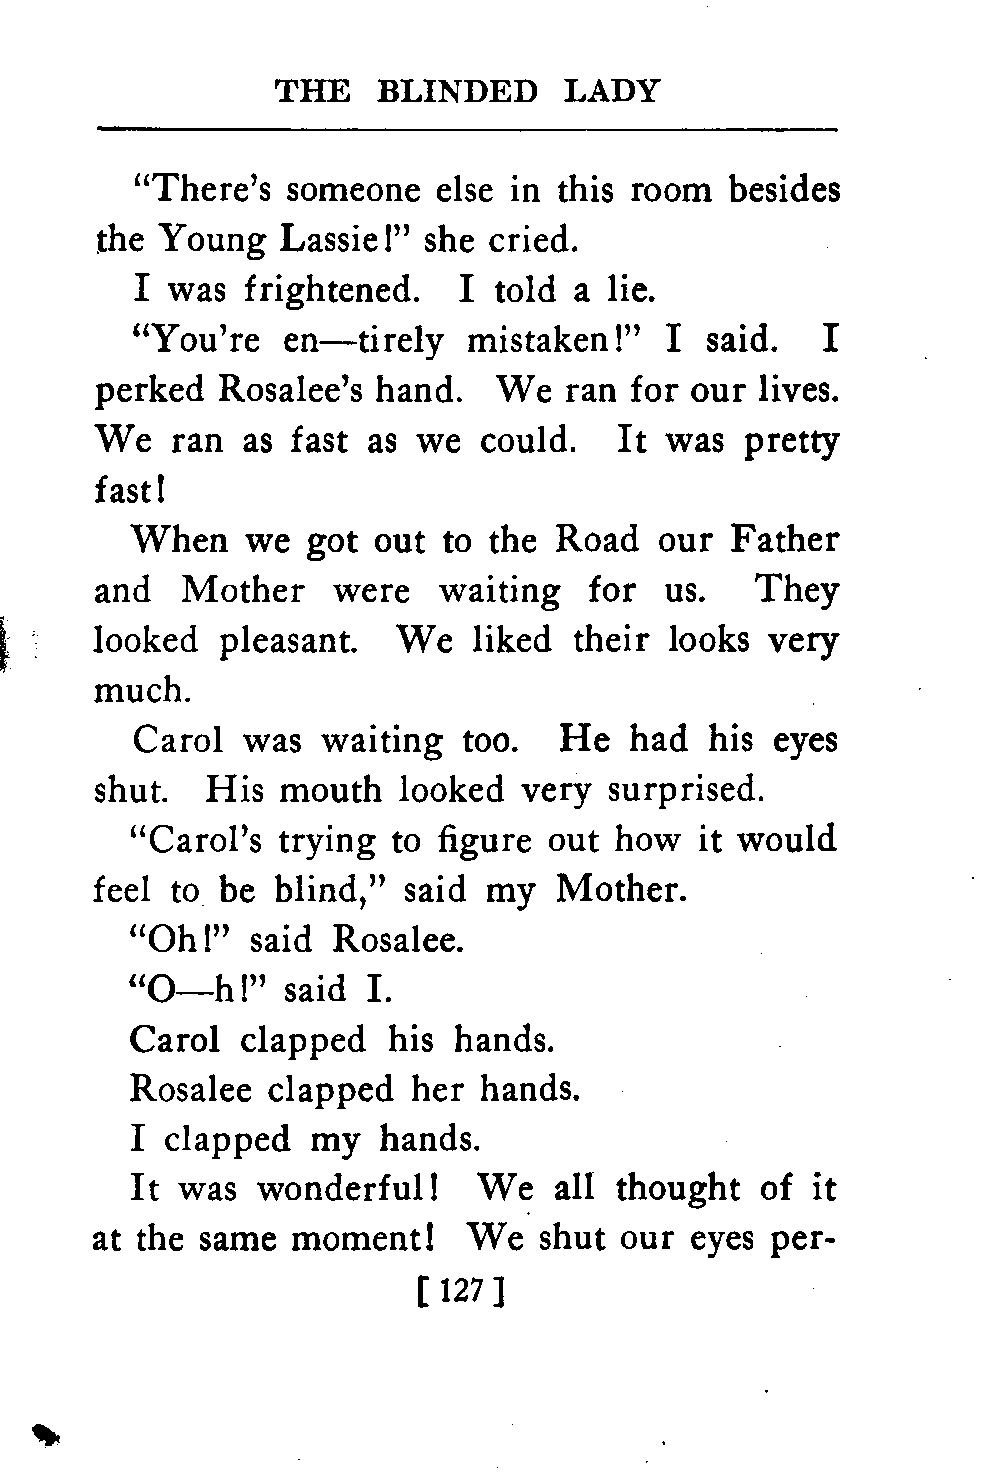 THE BLINDED LADY
“There’s someone else in this room besides
the Young Lassie!” she cried.
I was frightened. I told a lie.
“You’re en—tirely mistaken!” I said. I
perked Rosalee’s hand. We ran for our lives.
We ran as fast as we could. It was pretty
fast!
When we got out to the Road our Father
and Mother were waiting for us. They
looked pleasant. We liked their looks very
much.
Carol was waiting too. He had his eyes
shut. His mouth looked very surprised.
“Carol’s trying to figure out how it would
feel to be blind,” said my Mother.
“Oh!” said Rosalee.
“O—h!” said I.
Carol clapped his hands.
Rosalee clapped her hands.
I clapped my hands.
It was wonderful! We all thought of it
at the same moment! We shut our eyes per-
[ 127 ]